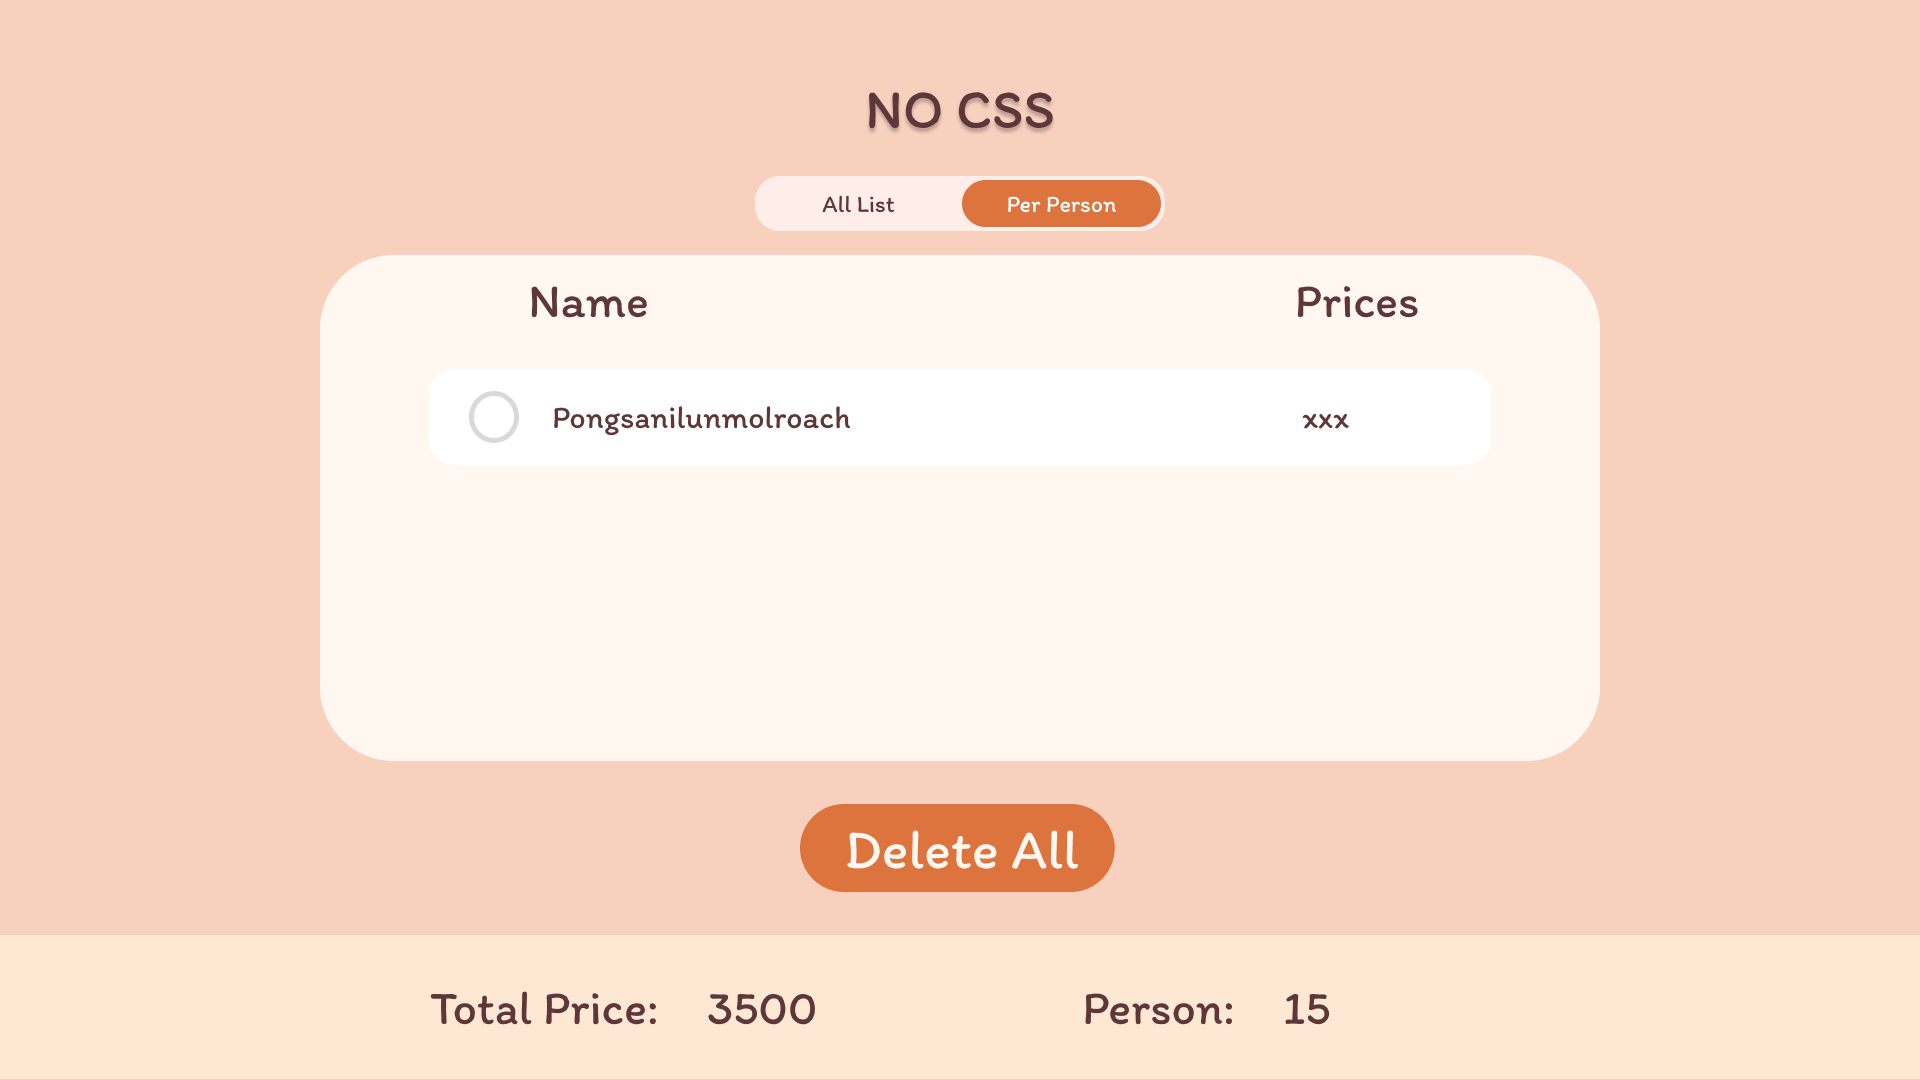 NO CSS
All List Per Person
Name Prices
Pongsanilunmolroach xxx
Delete All
Total Price: 3500 Person: 15